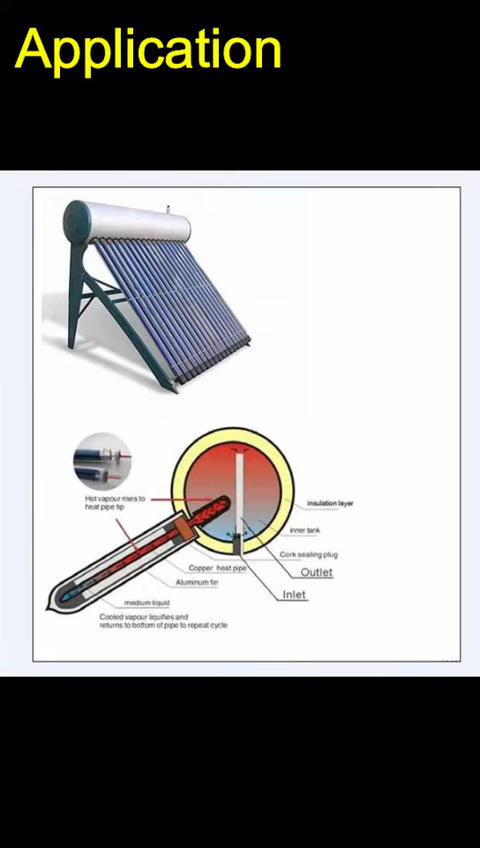 Application
Hot vapour rises to
heat pipe tip
Insulation layer
inner tank
Cork sealing plug
Copper heat pipe
Outlet
Aluminum fin
Inlet
medium liquid
Cooled vapour liquifies and
returns to bottom of pipe to repeat cycle